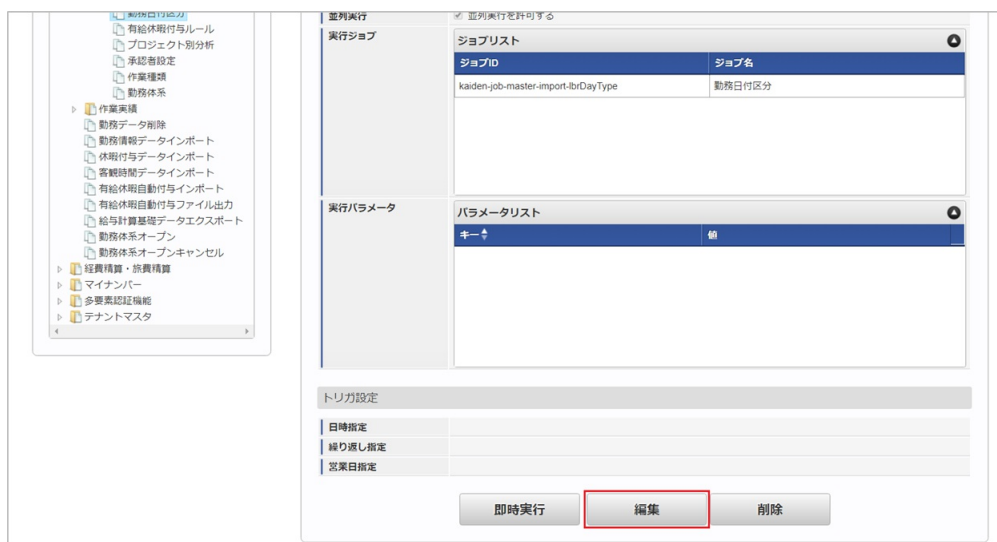 勤務日付区分
有給休暇付与ルール
プロジェクト別分析
承認者設定
作業種類
勤務体系
作業実績
勤務データ削除
勤務情報データインポート
休暇付与データインポート
客観時間データインポート
有給休暇自動付与インポート
有給休暇自動付与ファイル出力
給与計算基礎データエクスポート
勤務体系オープン
勤務体系オープンキャンセル
経費精算・旅費精算
マイナンバー
多要素認証機能
テナントマスタ
並列実行 並列実行を許可する
実行ジョブ
ジョブリスト
ジョブID ジョブ名
kaiden-job-master-import-lbrDayType 勤務日付区分
実行パラメータ
パラメータリスト
キー 値
トリガ設定
日時指定
繰り返し指定
営業日指定
即時実行 編集 削除